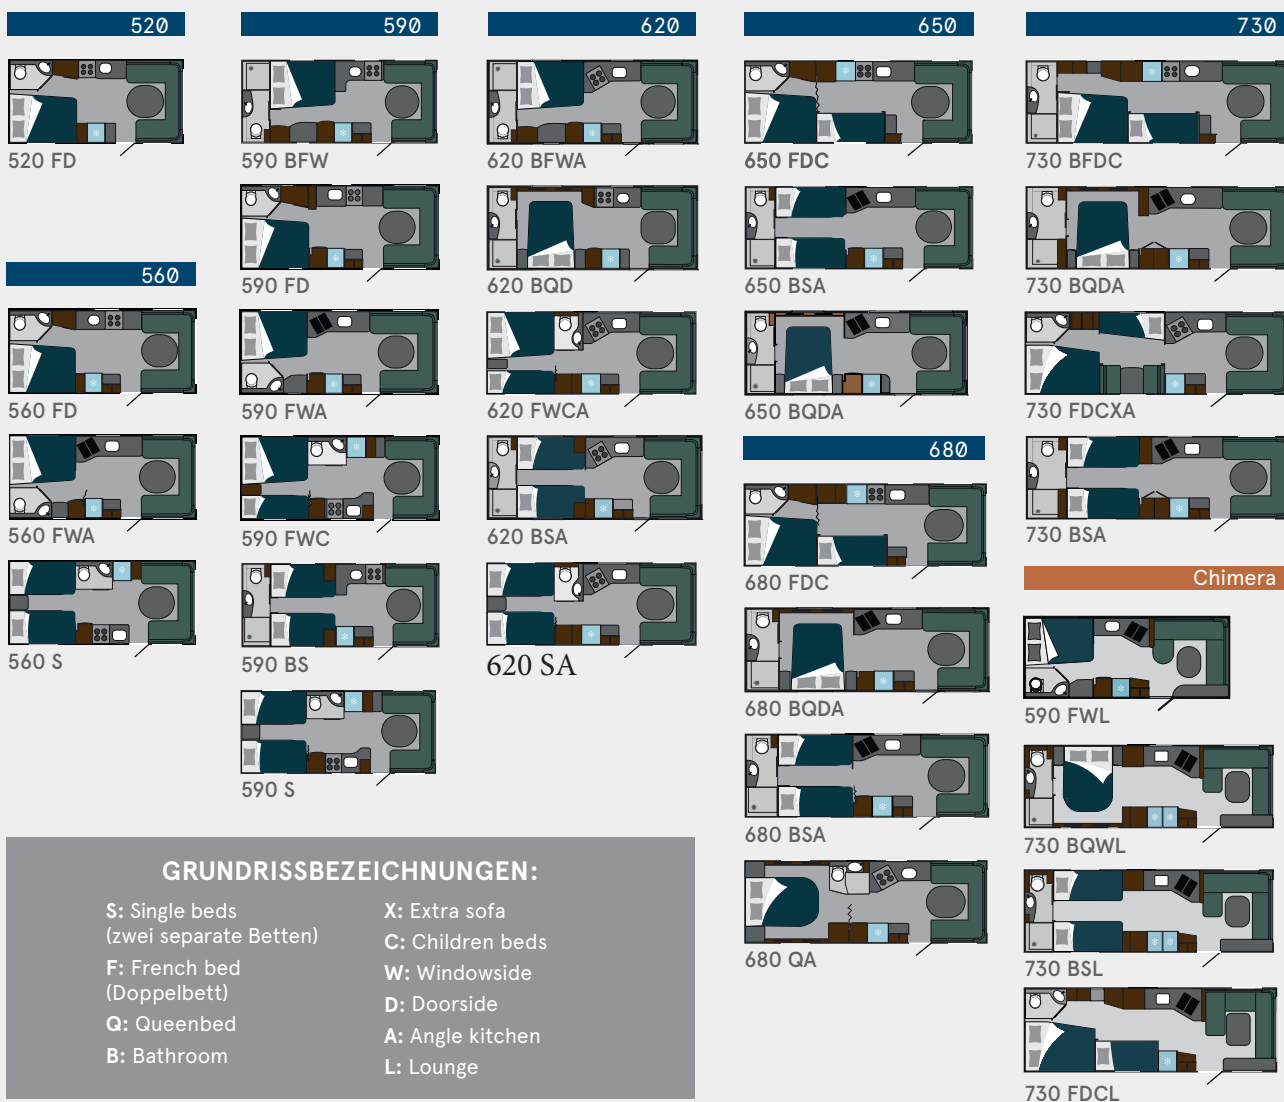 520
520 FD
560
560 FD
560 FWA
560 S
590
590 BFW
590 FD
590 FWA
590 FWC
590 BS
590 S
620
620 BFWA
620 BQD
620 FWCA
620 BSA
620 SA
650
650 FDC
650 BSA
650 BQDA
680
680 FDC
680 BQDA
680 BSA
680 QA
730
730 BFDC
730 BQDA
730 FDCXA
730 BSA
Chimera
590 FWL
730 BQWL
730 BSL
730 FDCL
GRUNDRISSBEZEICHNUNGEN:
S: Single beds
(zwei separate Betten)
F: French bed
(Doppelbett)
Q: Queenbed
B: Bathroom
X: Extra sofa
C: Children beds
W: Windowside
D: Doorside
A: Angle kitchen
L: Lounge